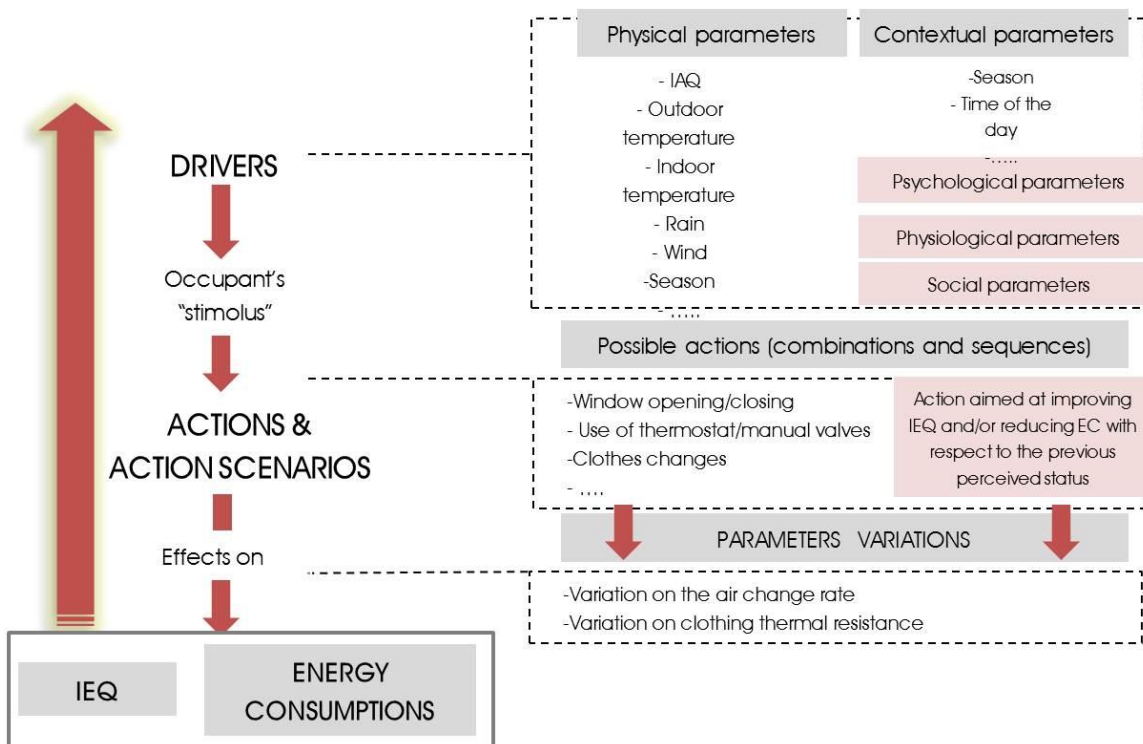 DRIVERS
Occupant's
"stimulus"
ACTIONS &
ACTION SCENARIOS
Effects on
IEQ
ENERGY
CONSUMPTIONS
Physical parameters
- IAQ
- Outdoor
temperature
- Indoor
temperature
- Rain
- Wind
-Season
- .....
Contextual parameters
-Season
- Time of the
day
-.....
Psychological parameters
Physiological parameters
Social parameters
Possible actions (combinations and sequences)
-Window opening/closing
- Use of thermostat/manual valves
-Clothes changes
- ....
Action aimed at improving
IEQ and/or reducing EC with
respect to the previous
perceived status
PARAMETERS VARIATIONS
-Variation on the air change rate
-Variation on clothing thermal resistance